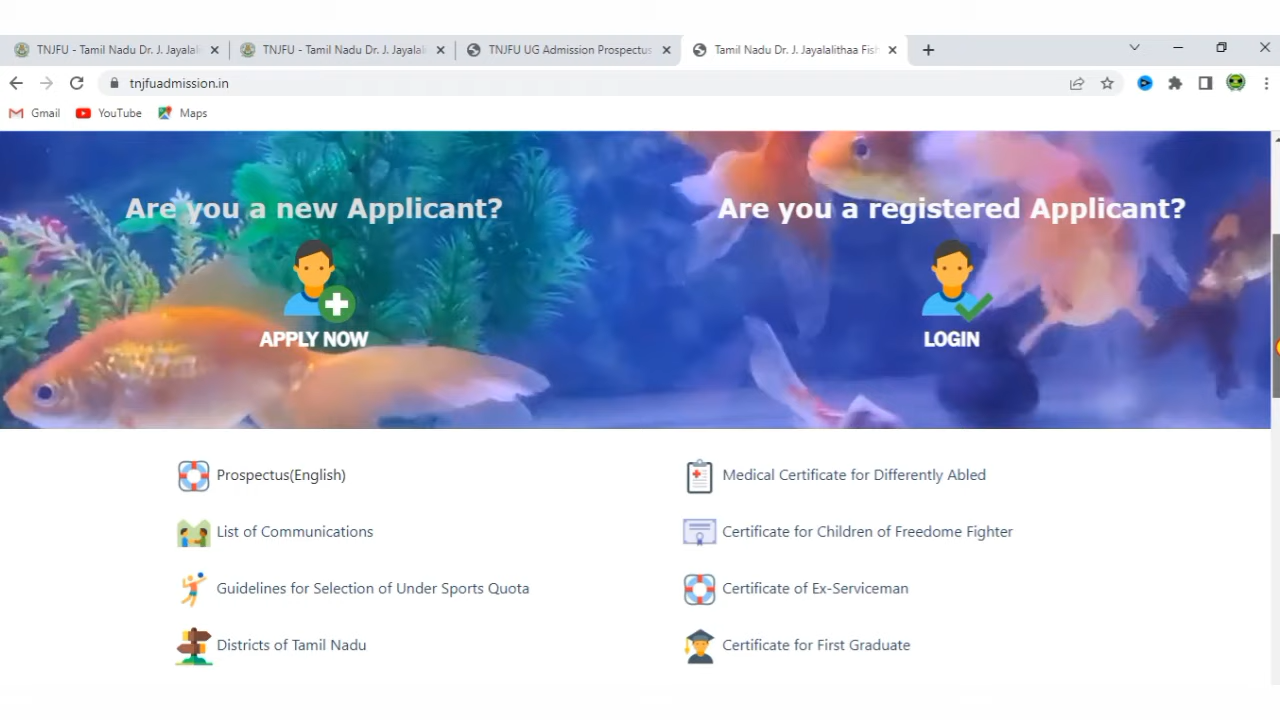 TNJFU - Tamil Nadu Dr. J. Jayalal
TNJFU - Tamil Nadu Dr. J. Jayalal
TNJFU UG Admission Prospectus
Tamil Nadu Dr. J. Jayalalithaa Fish
tnjfuadmission.in
Gmail
YouTube
Maps
Are you a new Applicant?
Are you a registered Applicant?
APPLY NOW
LOGIN
Prospectus(English)
Medical Certificate for Differently Abled
List of Communications
Certificate for Children of Freedome Fighter
Guidelines for Selection of Under Sports Quota
Certificate of Ex-Serviceman
Districts of Tamil Nadu
Certificate for First Graduate